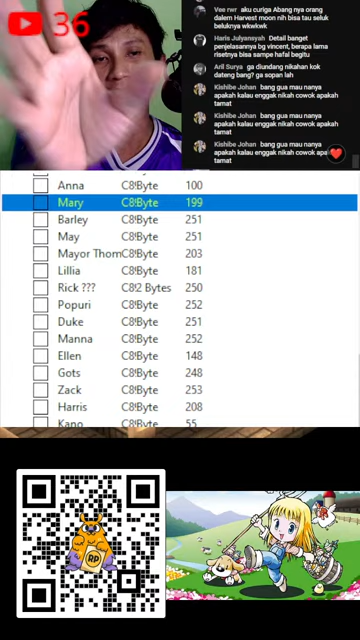 36
Vee rwr aku curiga Abang nya orang
dalem Harvest moon nih bisa tau seluk
beluknya wkwkwk
Haris Julyansyah Detail banget
penjelasannya bg vincent, berapa lama
risetnya bisa sampe hafal begitu
Aril Surya ga diundang nikahan kok
dateng bang? ga sopan lah
Kishibe Johan bang gua mau nanya
apakah kalau enggak nikah cowok apakah
tamat
Kishibe Johan bang gua mau nanya
apakah kalau enggak nikah cowok apakah
tamat
Kishibe Johan bang gua mau nanya
apakah kalau enggak nikah cowok
tamat
Anna C8!Byte 100
Mary C8!Byte 199
Barley C8!Byte 251
May C8!Byte 251
Mayor Thom C8!Byte 203
Lillia C8!Byte 181
Rick ??? C8!2 Bytes 250
Popuri C8!Byte 252
Duke C8!Byte 251
Manna C8!Byte 252
Ellen C8!Byte 148
Gots C8!Byte 248
Zack C8!Byte 253
Harris C8!Byte 208
Kano C8!Byte 55
RP